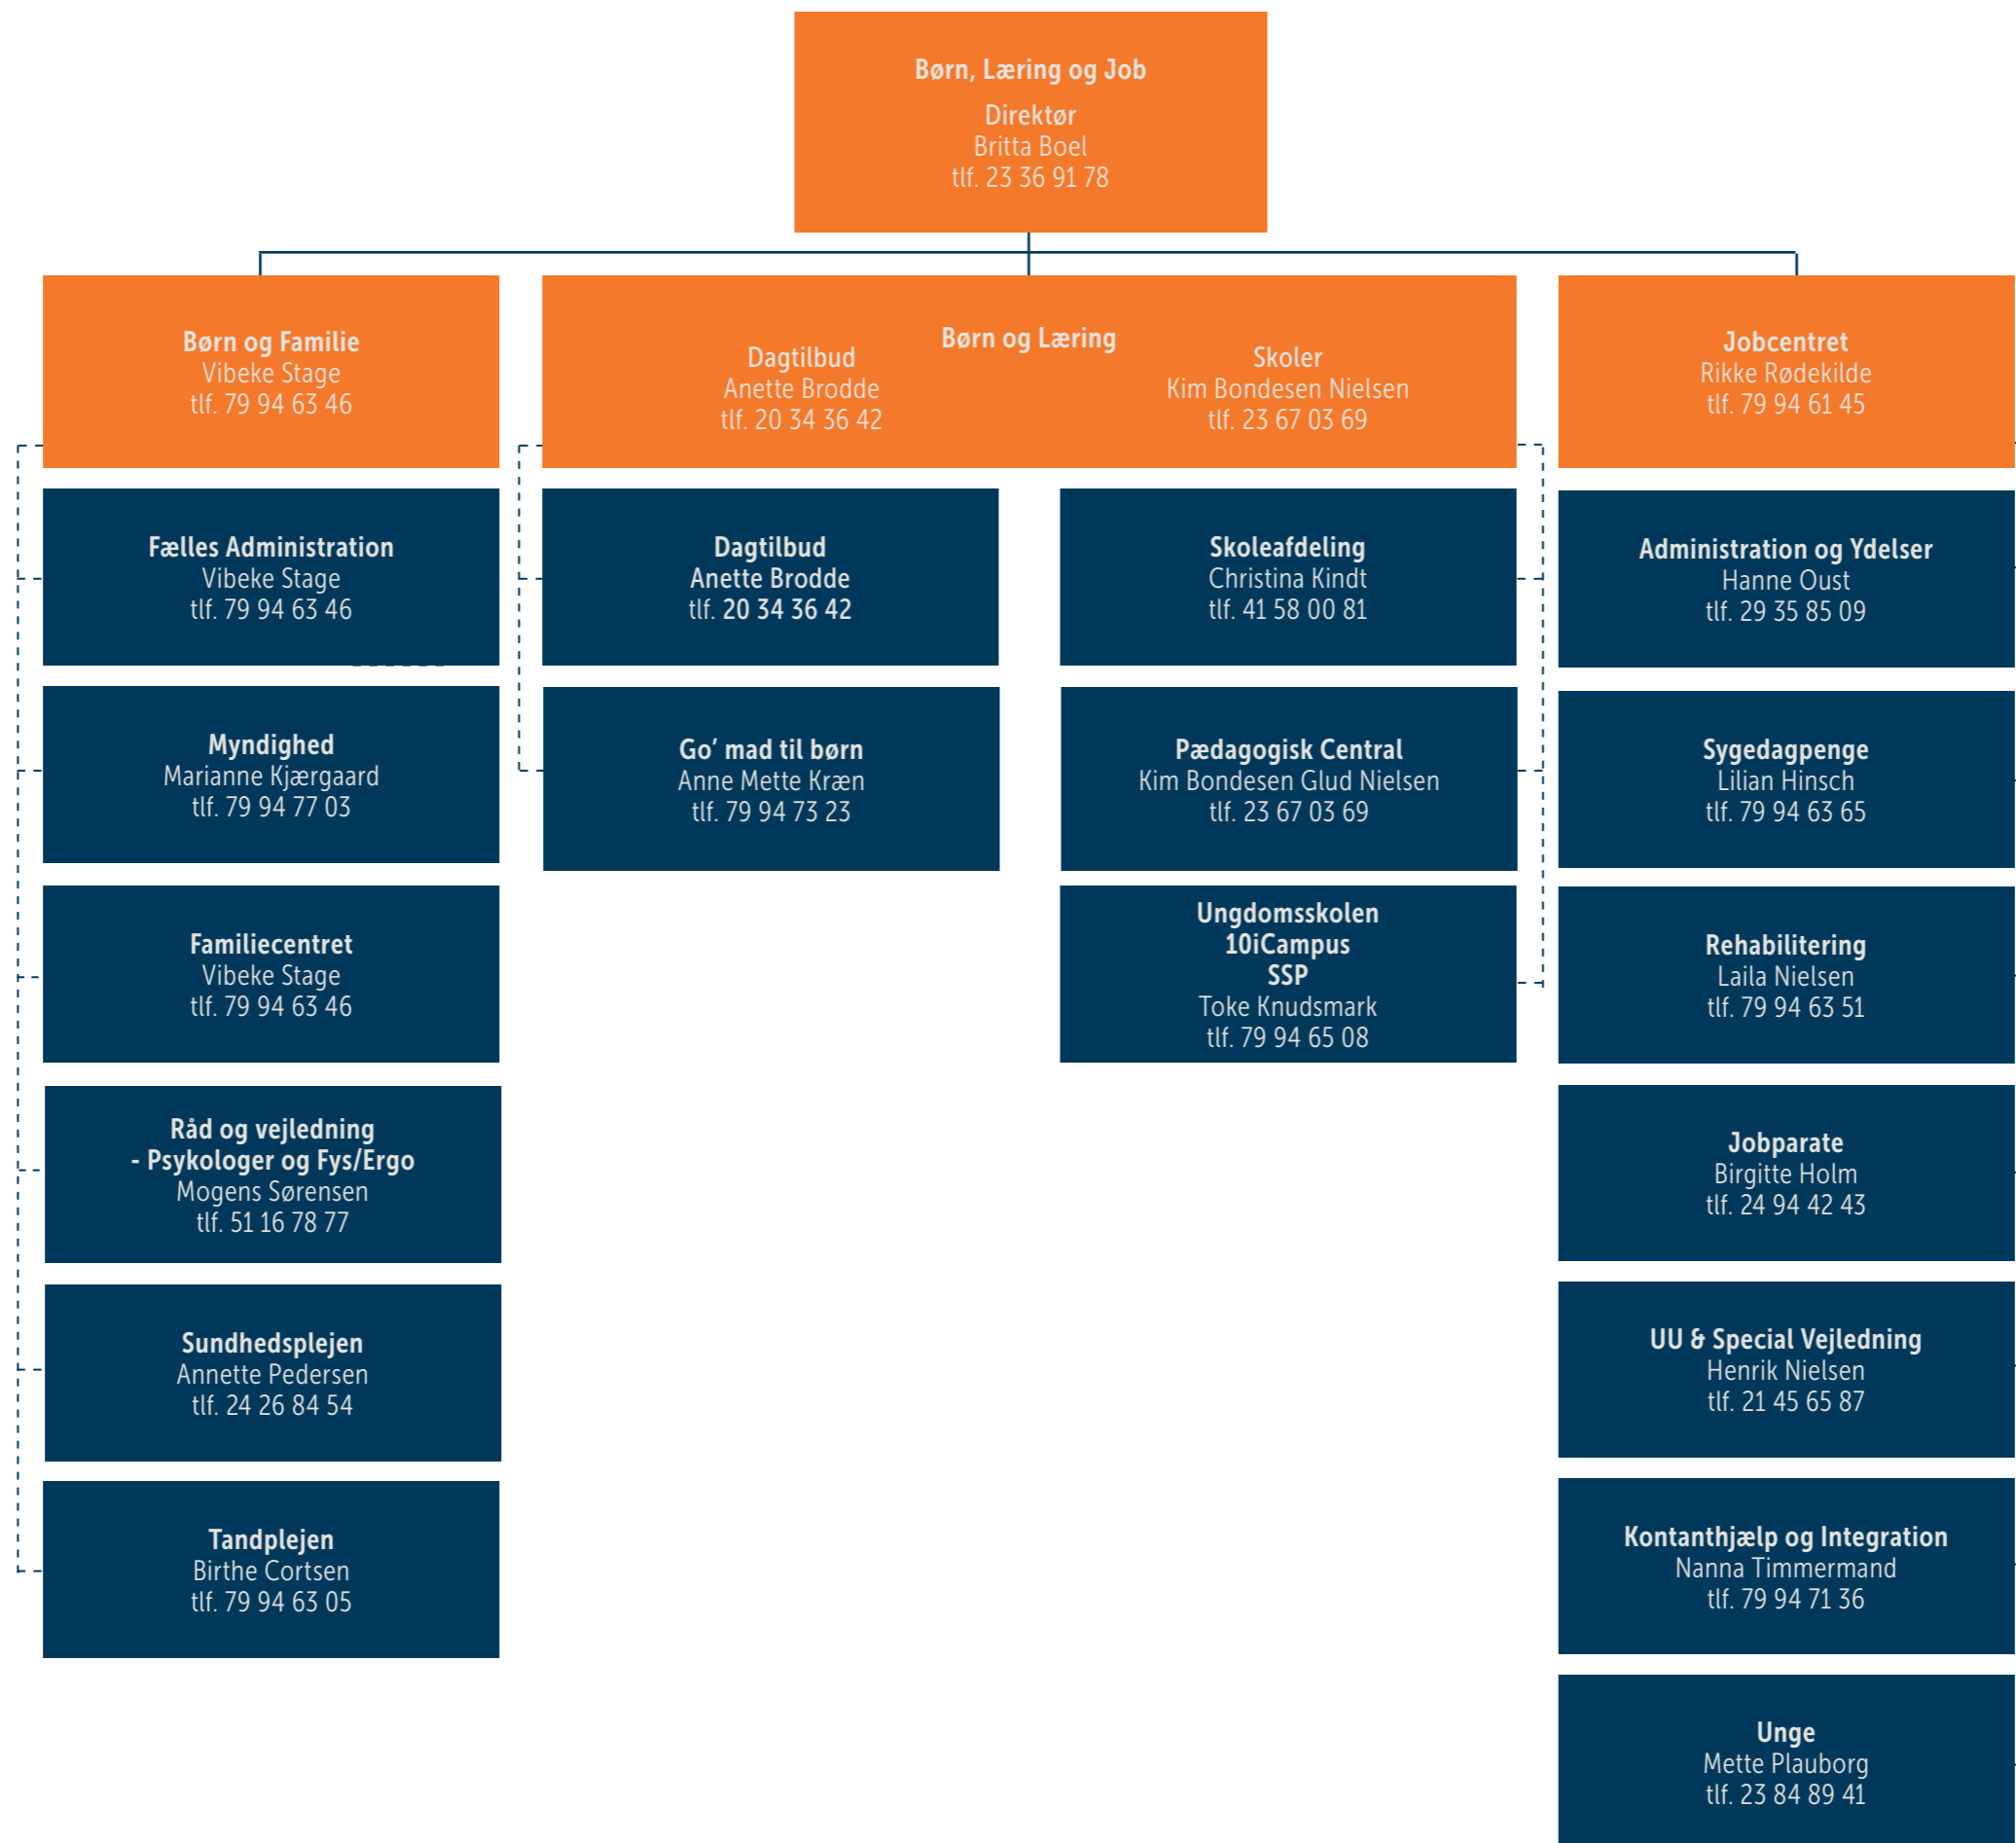 Børn, Læring og Job
Direktør
Britta Boel
tlf. 23 36 91 78
Børn og Familie
Vibeke Stage
tlf. 79 94 63 46
Børn og Læring
Dagtilbud
Anette Brodde
tlf. 20 34 36 42
Skoler
Kim Bondesen Nielsen
tlf. 23 67 03 69
Jobcentret
Rikke Rødekilde
tlf. 79 94 61 45
Fælles Administration
Vibeke Stage
tlf. 79 94 63 46
Myndighed
Marianne Kjærgaard
tlf. 79 94 77 03
Familiecentret
Vibeke Stage
tlf. 79 94 63 46
Råd og vejledning
- Psykologer og Fys/Ergo
Mogens Sørensen
tlf. 51 16 78 77
Sundhedsplejen
Annette Pedersen
tlf. 24 26 84 54
Tandplejen
Birthe Cortsen
tlf. 79 94 63 05
Dagtilbud
Anette Brodde
tlf. 20 34 36 42
Go’ mad til børn
Anne Mette Kræn
tlf. 79 94 73 23
Skoleafdeling
Christina Kindt
tlf. 41 58 00 81
Pædagogisk Central
Kim Bondesen Glud Nielsen
tlf. 23 67 03 69
Ungdomsskolen
10iCampus
SSP
Toke Knudsmark
tlf. 79 94 65 08
Administration og Ydelser
Hanne Oust
tlf. 29 35 85 09
Sygedagpenge
Lilian Hinsch
tlf. 79 94 63 65
Rehabilitering
Laila Nielsen
tlf. 79 94 63 51
Jobparate
Birgitte Holm
tlf. 24 94 42 43
UU & Special Vejledning
Henrik Nielsen
tlf. 21 45 65 87
Kontanthjælp og Integration
Nanna Timmermand
tlf. 79 94 71 36
Unge
Mette Plauborg
tlf. 23 84 89 41